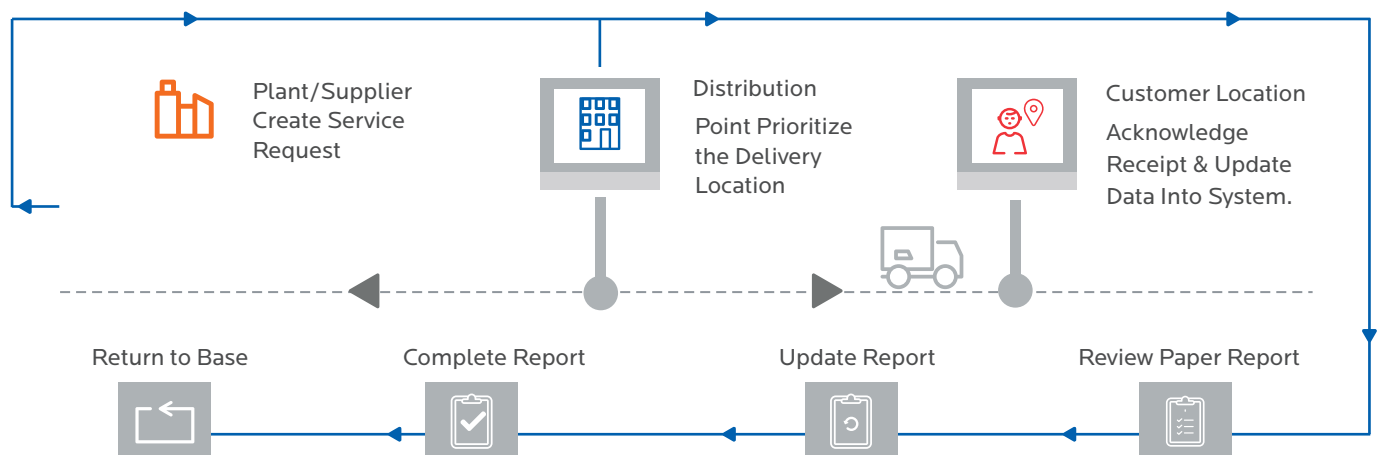 Plant/Supplier
Create Service
Request
Distribution
Point Prioritize
the Delivery
Location
Customer Location
Acknowledge
Receipt & Update
Data Into System.
Return to Base
Complete Report
Update Report
Review Paper Report